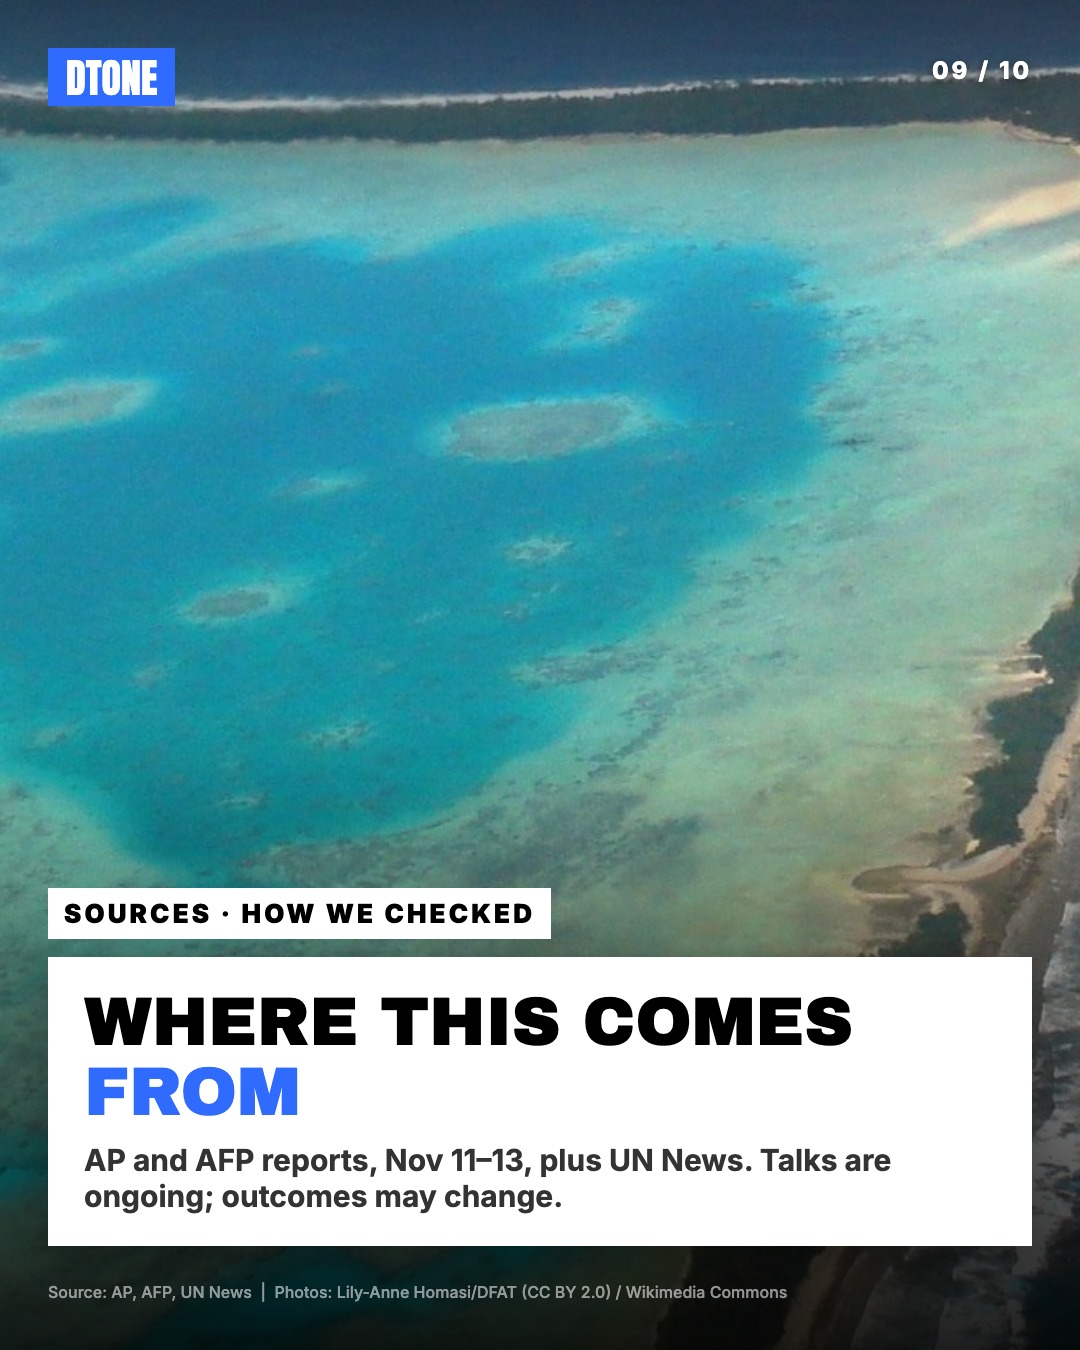 DTONE
09 / 10
SOURCES · HOW WE CHECKED
WHERE THIS COMES
FROM
AP and AFP reports, Nov 11–13, plus UN News. Talks are
ongoing; outcomes may change.
Source: AP, AFP, UN News | Photos: Lily-Anne Homasi/DFAT (CC BY 2.0) / Wikimedia Commons